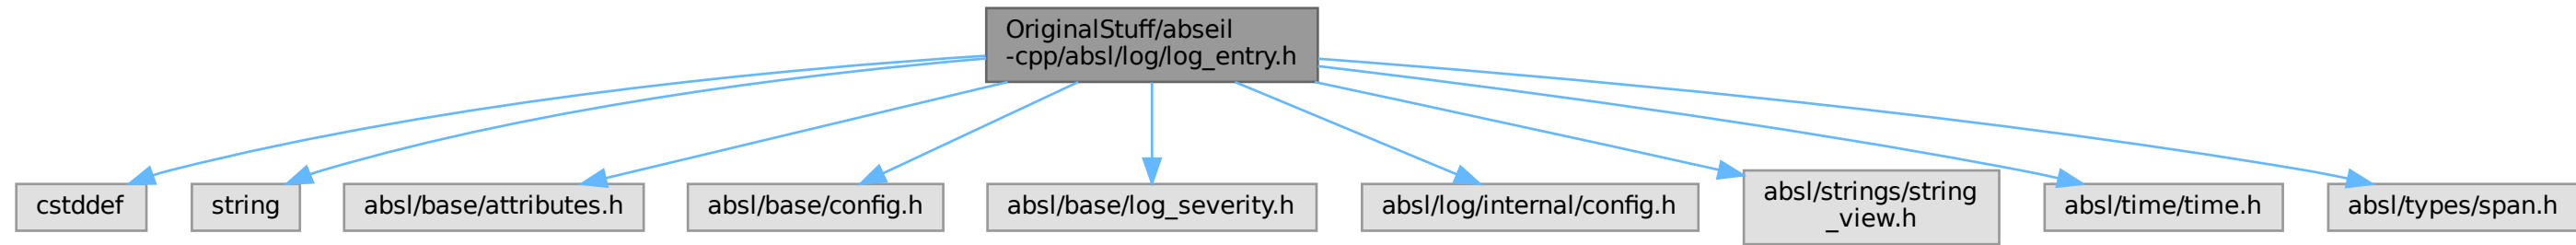 OriginalStuff/abseil
-cpp/absl/log/log_entry.h
cstddef
string
absl/base/attributes.h
absl/base/config.h
absl/base/log_severity.h
absl/log/internal/config.h
absl/strings/string
_view.h
absl/time/time.h
absl/types/span.h